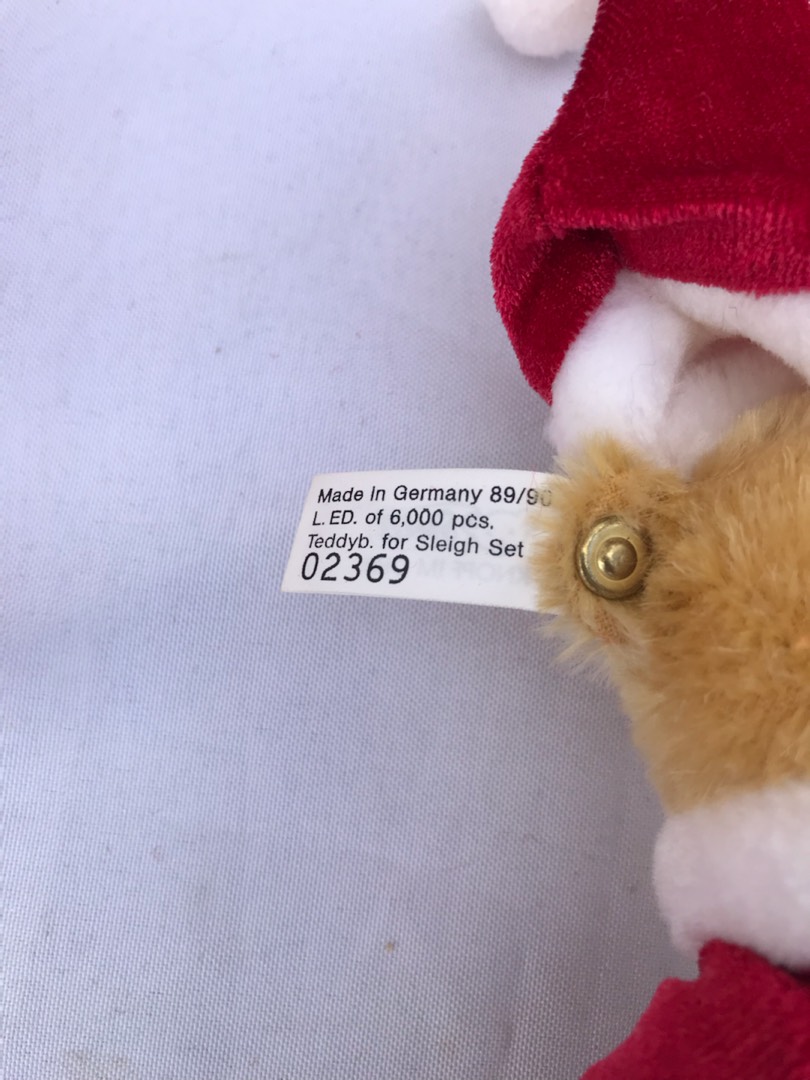 Made in Germany 89/90
L. ED. of 6,000 pcs.
Teddyb. for Sleigh Set
02369